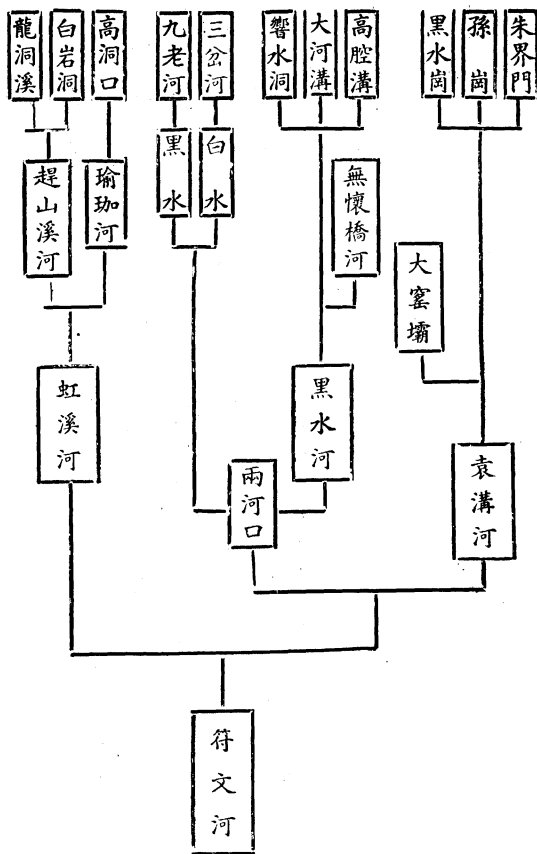 朱界門
孫崗
黑水崗
高腔溝
大河溝
響水洞
三岔河
九老河
高洞口
白岩洞
龍洞溪
白水
黑水
無懷橋河
瑜珈河
趕山溪河
大窰壩
黑水河
虹溪河
袁溝河
兩河口
符文河